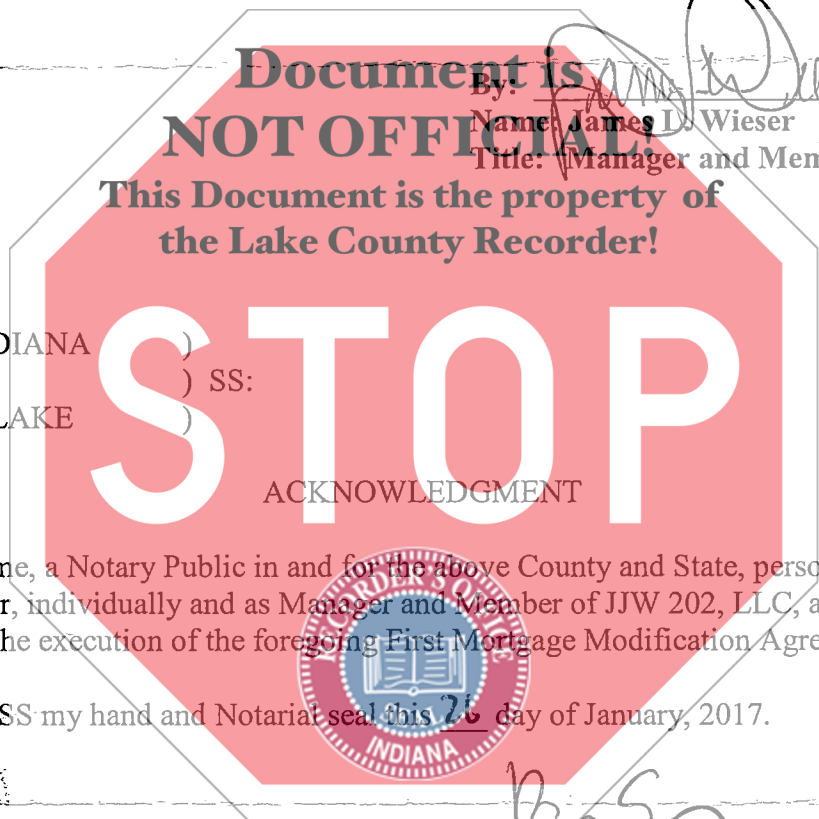 Document is
NOT OFFICIAL!
This Document is the property of
the Lake County Recorder!
By:
Name: James L. Wieser
Title: Manager and Mem
DIANA )
) SS:
LAKE )
STOP
ACKNOWLEDGMENT
me, a Notary Public in and for the above County and State, perso
r, individually and as Manager and Member of JJW 202, LLC, a
he execution of the foregoing First Mortgage Modification Agre
SS my hand and Notarial seal this 26 day of January, 2017.
RECORDER'S OFFICE
INDIANA